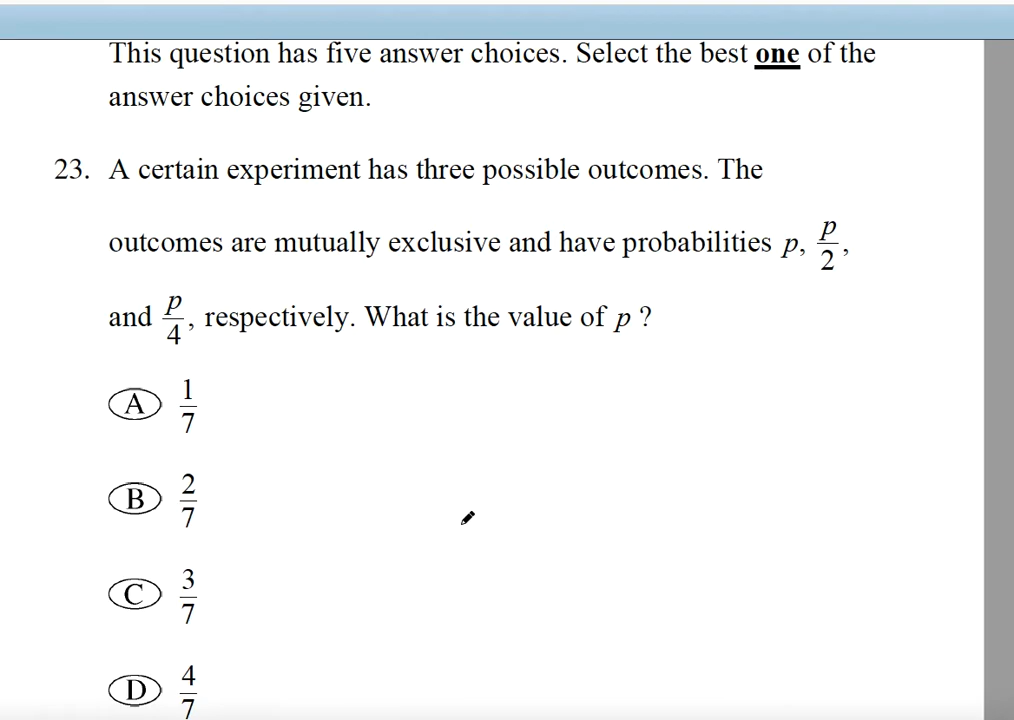 This question has five answer choices. Select the best one of the
answer choices given.
23. A certain experiment has three possible outcomes. The
outcomes are mutually exclusive and have probabilities p, p/2,
and p/4, respectively. What is the value of p ?
A 1/7
B 2/7
C 3/7
D 4/7